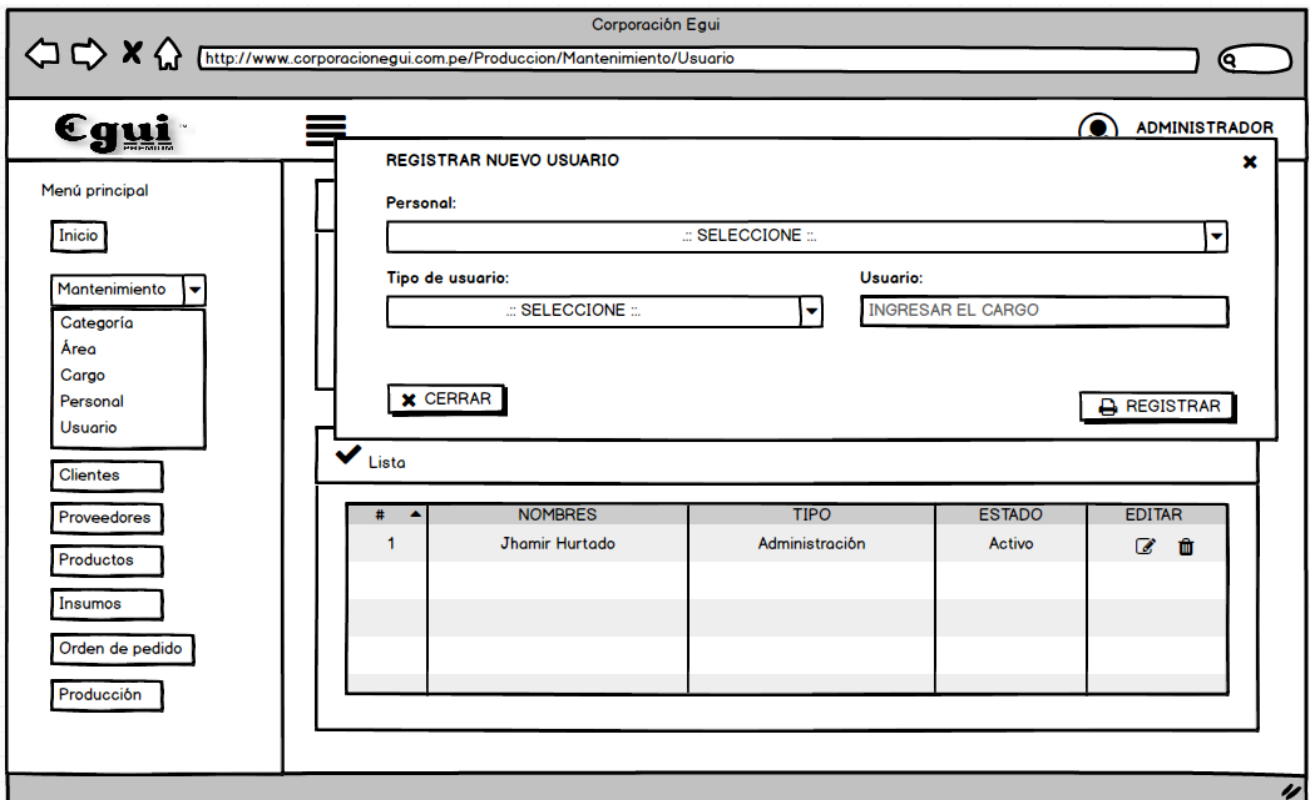 Corporación Egui
http://www.corporacionegui.com.pe/Produccion/Mantenimiento/Usuario
Egui ™
PREMIUM
ADMINISTRADOR
Menú principal
Inicio
Mantenimiento
Categoría
Área
Cargo
Personal
Usuario
Clientes
Proveedores
Productos
Insumos
Orden de pedido
Producción
REGISTRAR NUEVO USUARIO
Personal:
.:: SELECCIONE ::.
Tipo de usuario: Usuario:
.:: SELECCIONE ::. INGRESAR EL CARGO
CERRAR REGISTRAR
Lista
# NOMBRES TIPO ESTADO EDITAR
1 Jhamir Hurtado Administración Activo